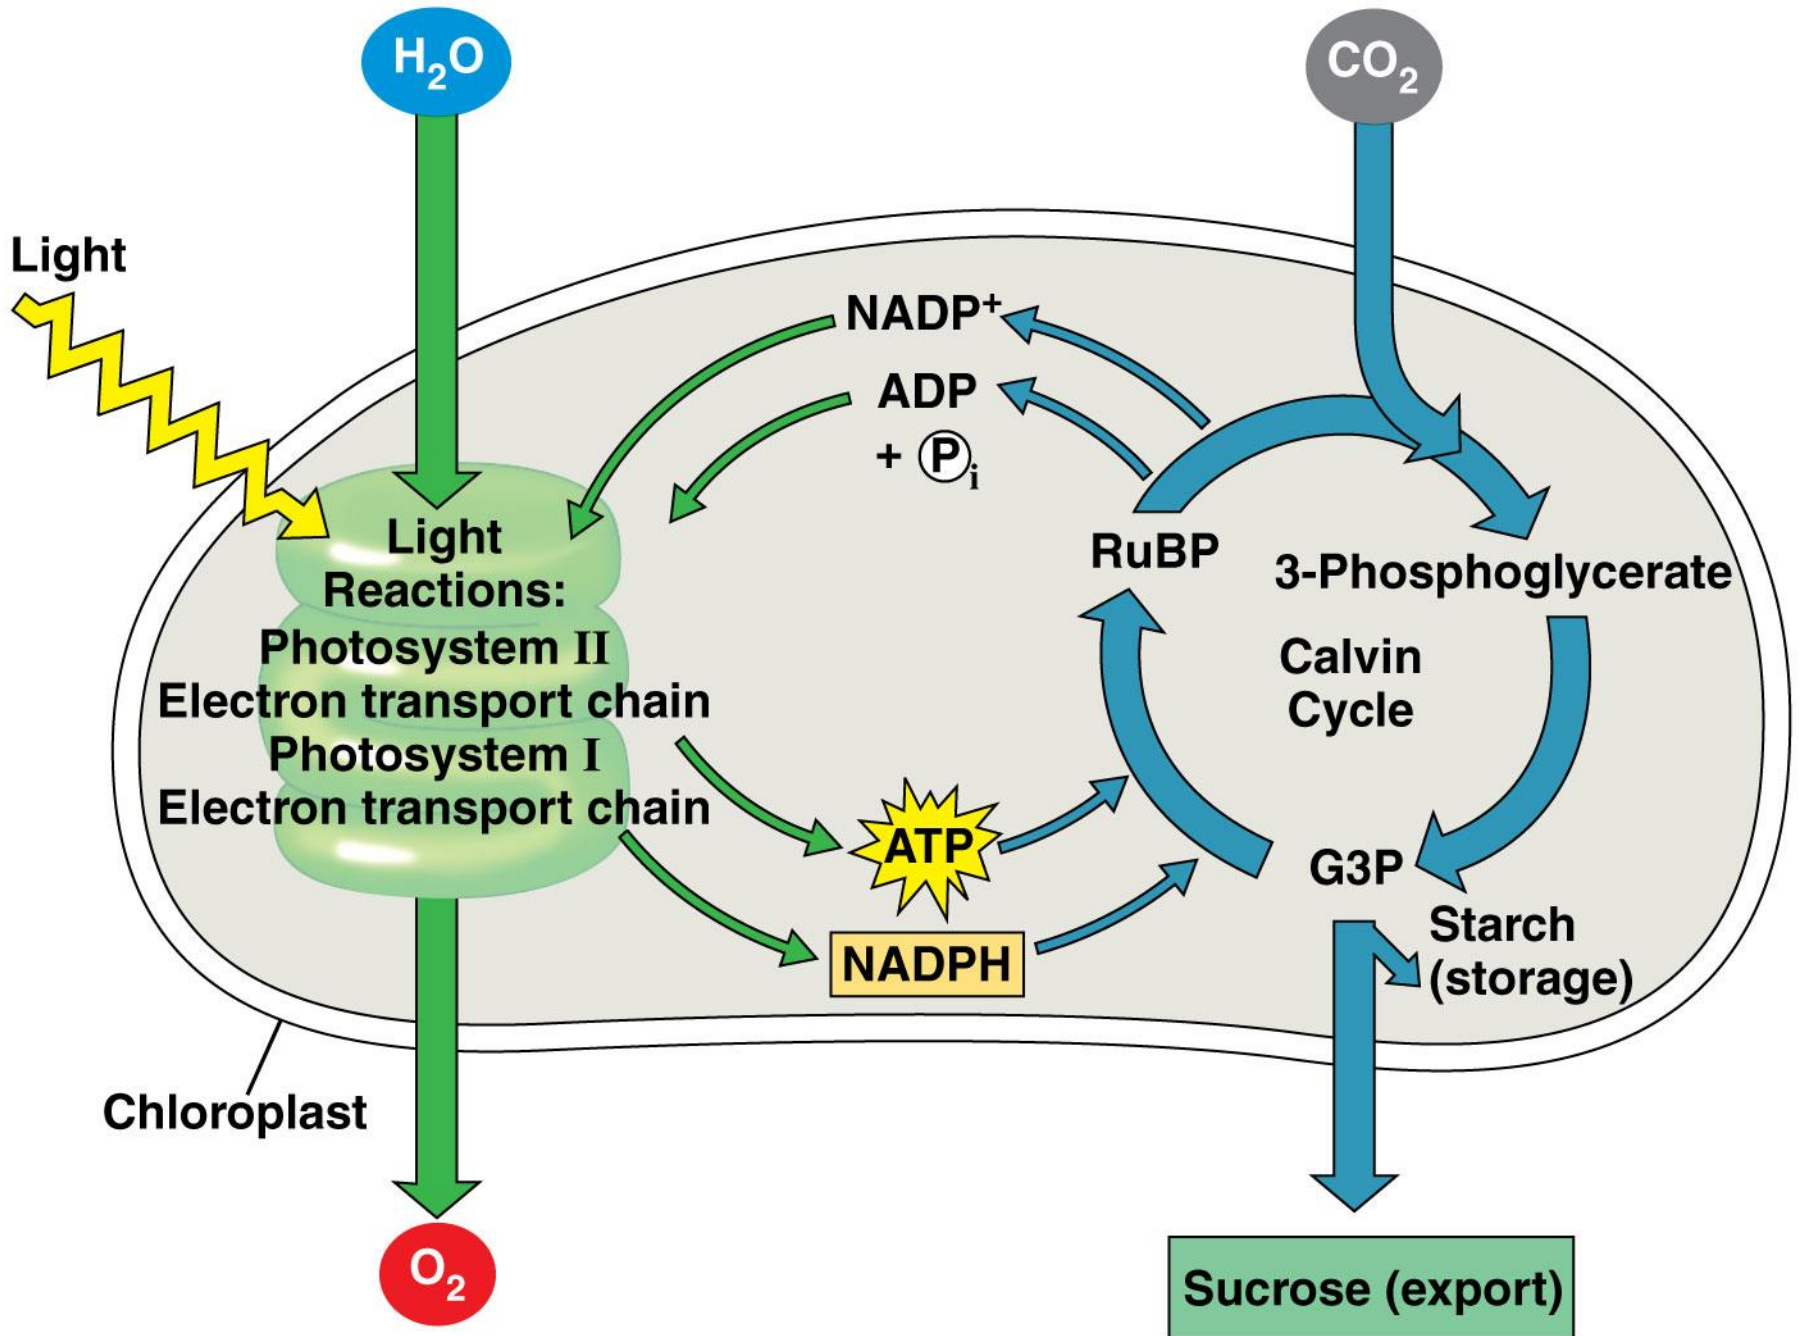 H₂O
CO₂
Light
NADP⁺
ADP
+ Pᵢ
Light
Reactions:
Photosystem II
Electron transport chain
Photosystem I
Electron transport chain
RuBP
3-Phosphoglycerate
Calvin
Cycle
ATP
NADPH
G3P
Starch
(storage)
Chloroplast
O₂
Sucrose (export)